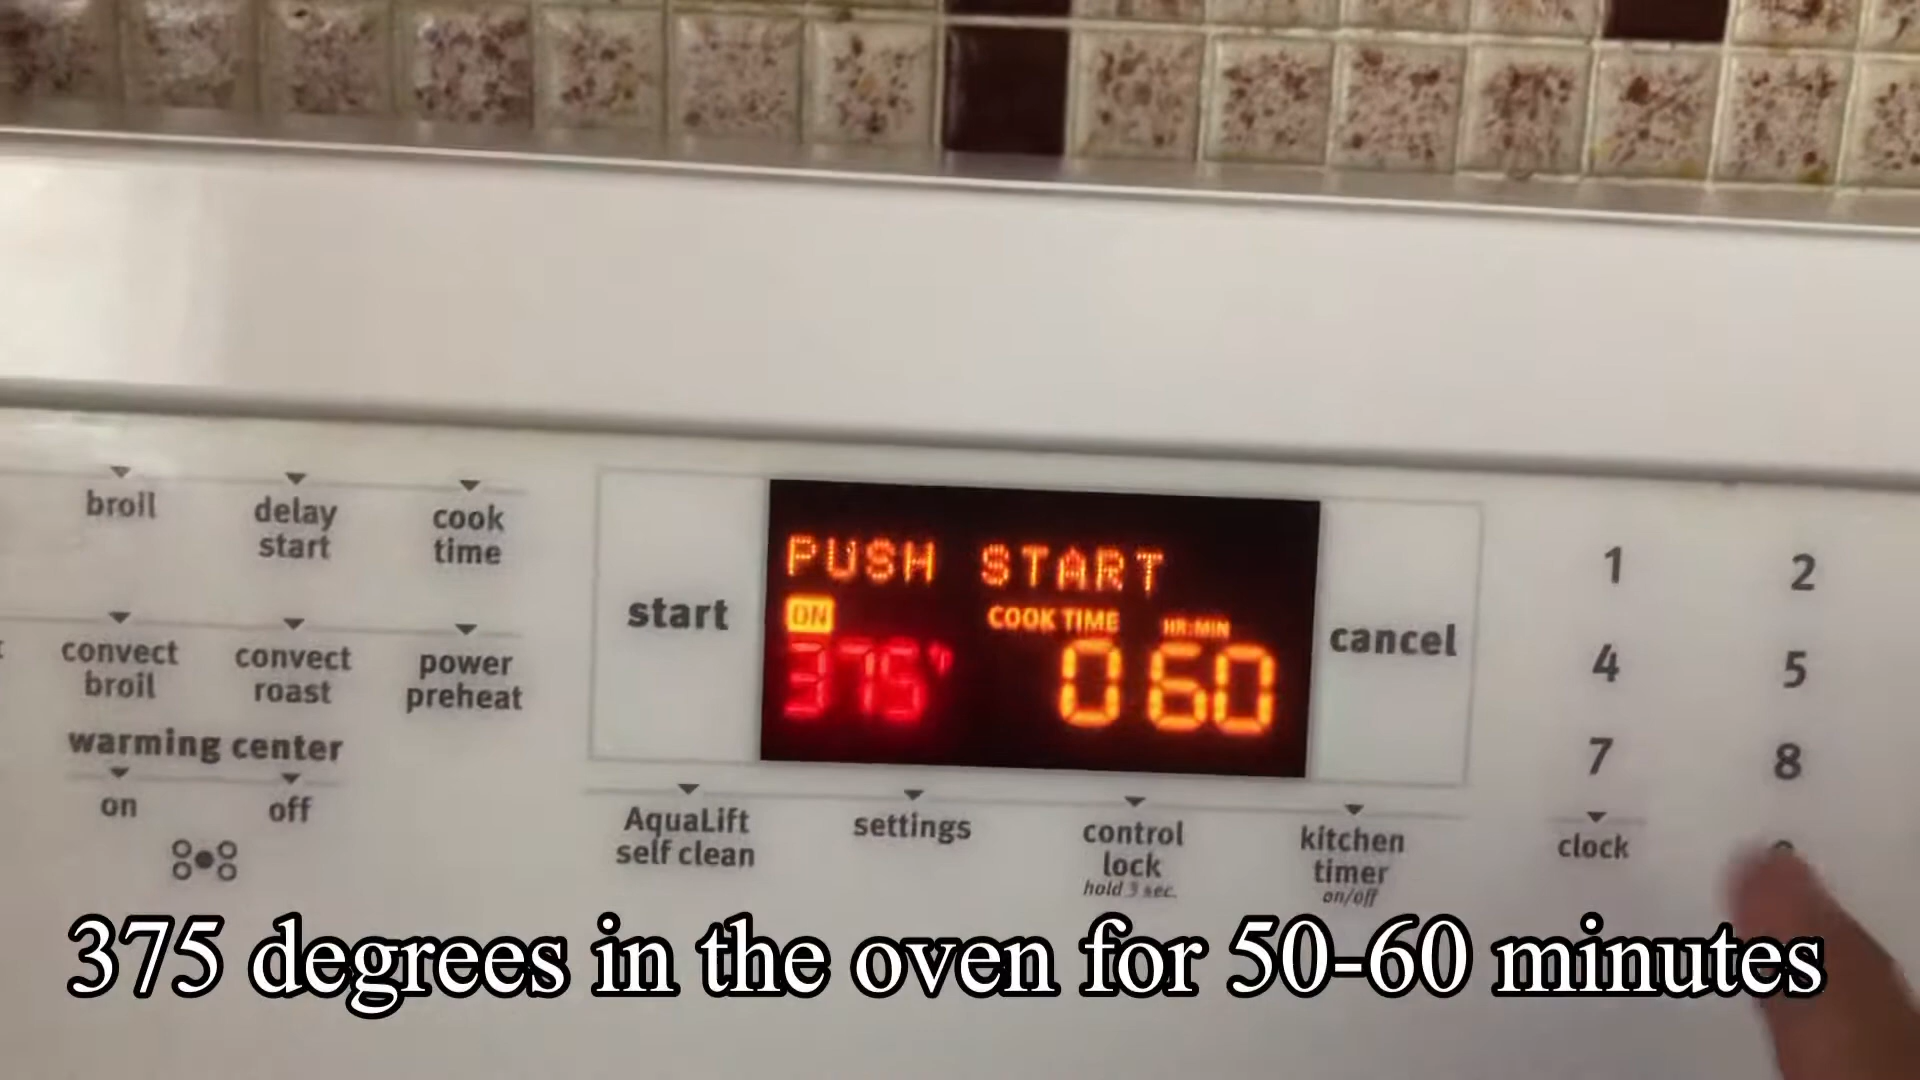 broil
delay
start
cook
time
convect
broil
convect
roast
power
preheat
warming center
on
off
start
PUSH START
ON
COOK TIME
HR:MIN
375°
0 60
cancel
AquaLift
self clean
settings
control
lock
hold 3 sec.
kitchen
timer
on/off
1
2
4
5
7
8
clock
375 degrees in the oven for 50-60 minutes